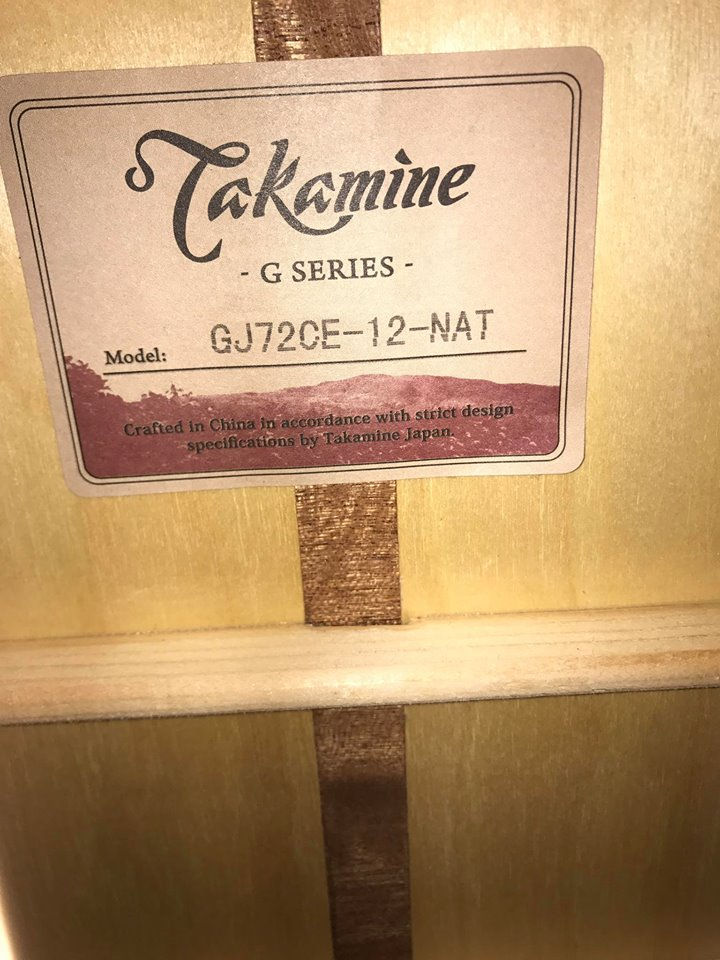 Takamine
- G SERIES -
Model: GJ72CE-12-NAT
Crafted in China in accordance with strict design
specifications by Takamine Japan.